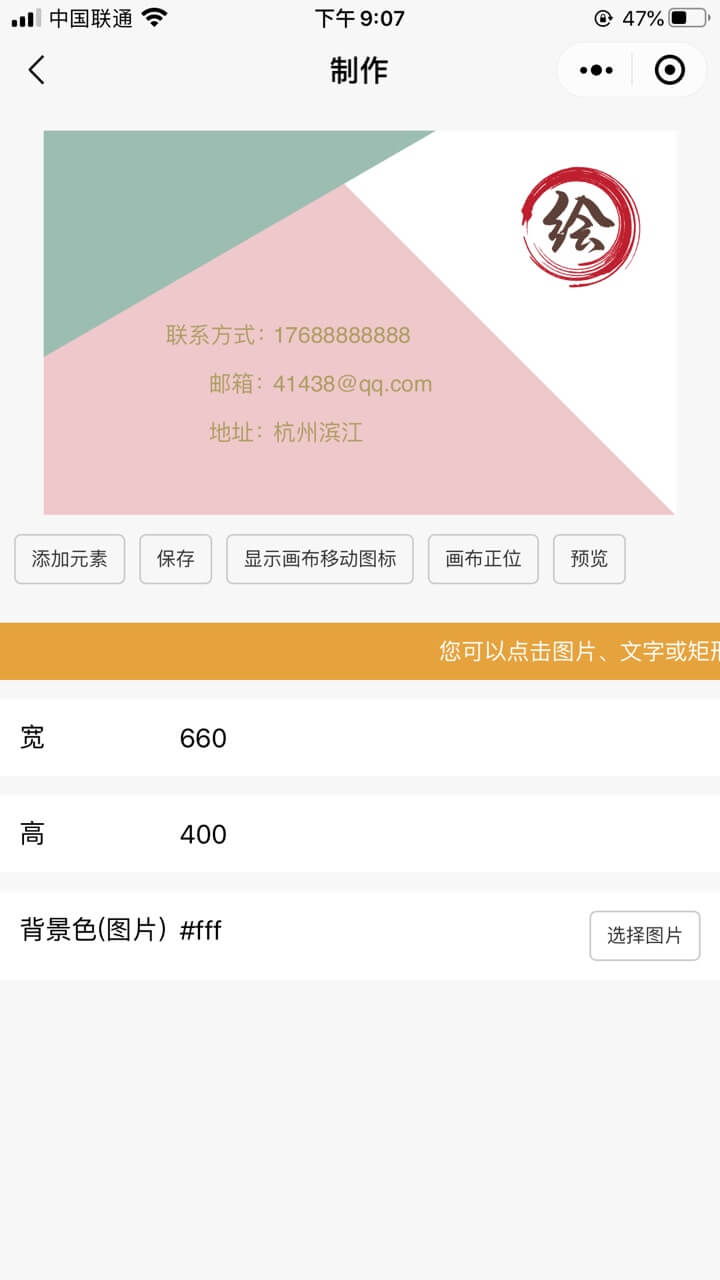 中国联通 下午 9:07 47%
制作
绘
联系方式：17688888888
邮箱：41438@qq.com
地址：杭州滨江
添加元素 保存 显示画布移动图标 画布正位 预览
您可以点击图片、文字或矩形
宽 660
高 400
背景色(图片) #fff 选择图片